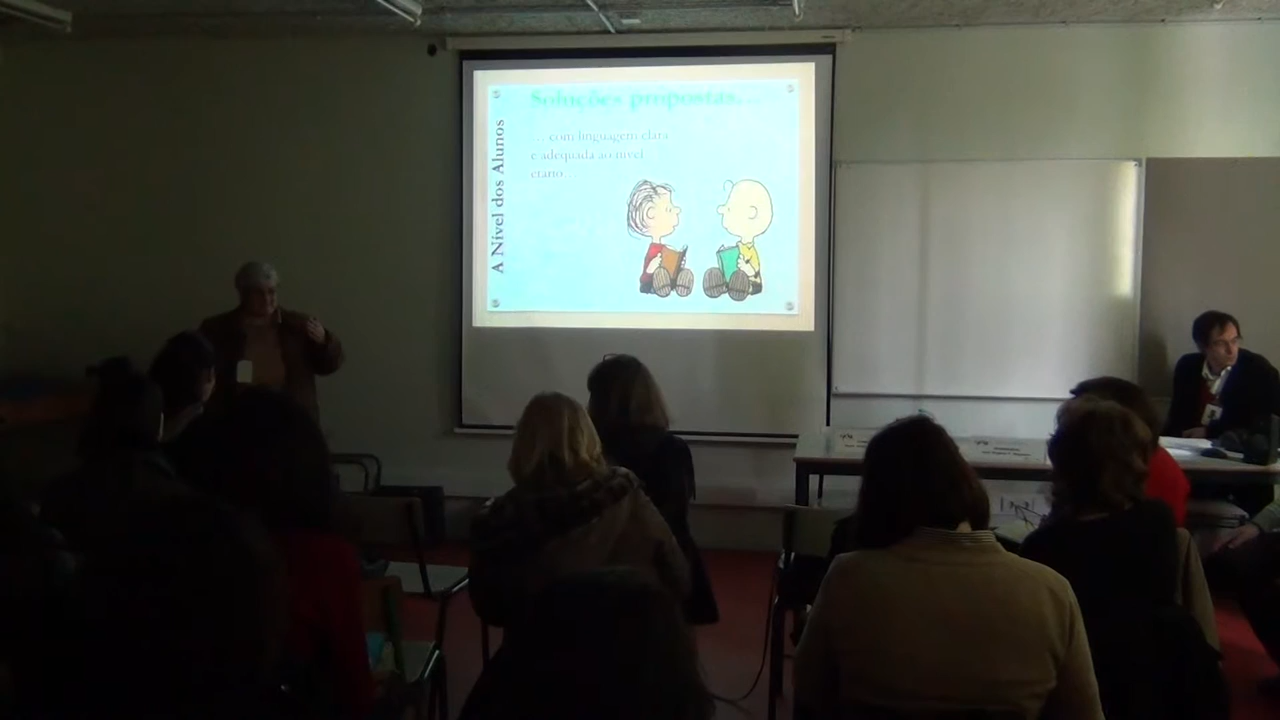 Soluções propostas...
A Nível dos Alunos
... com linguagem clara
e adequada ao nível
etário...